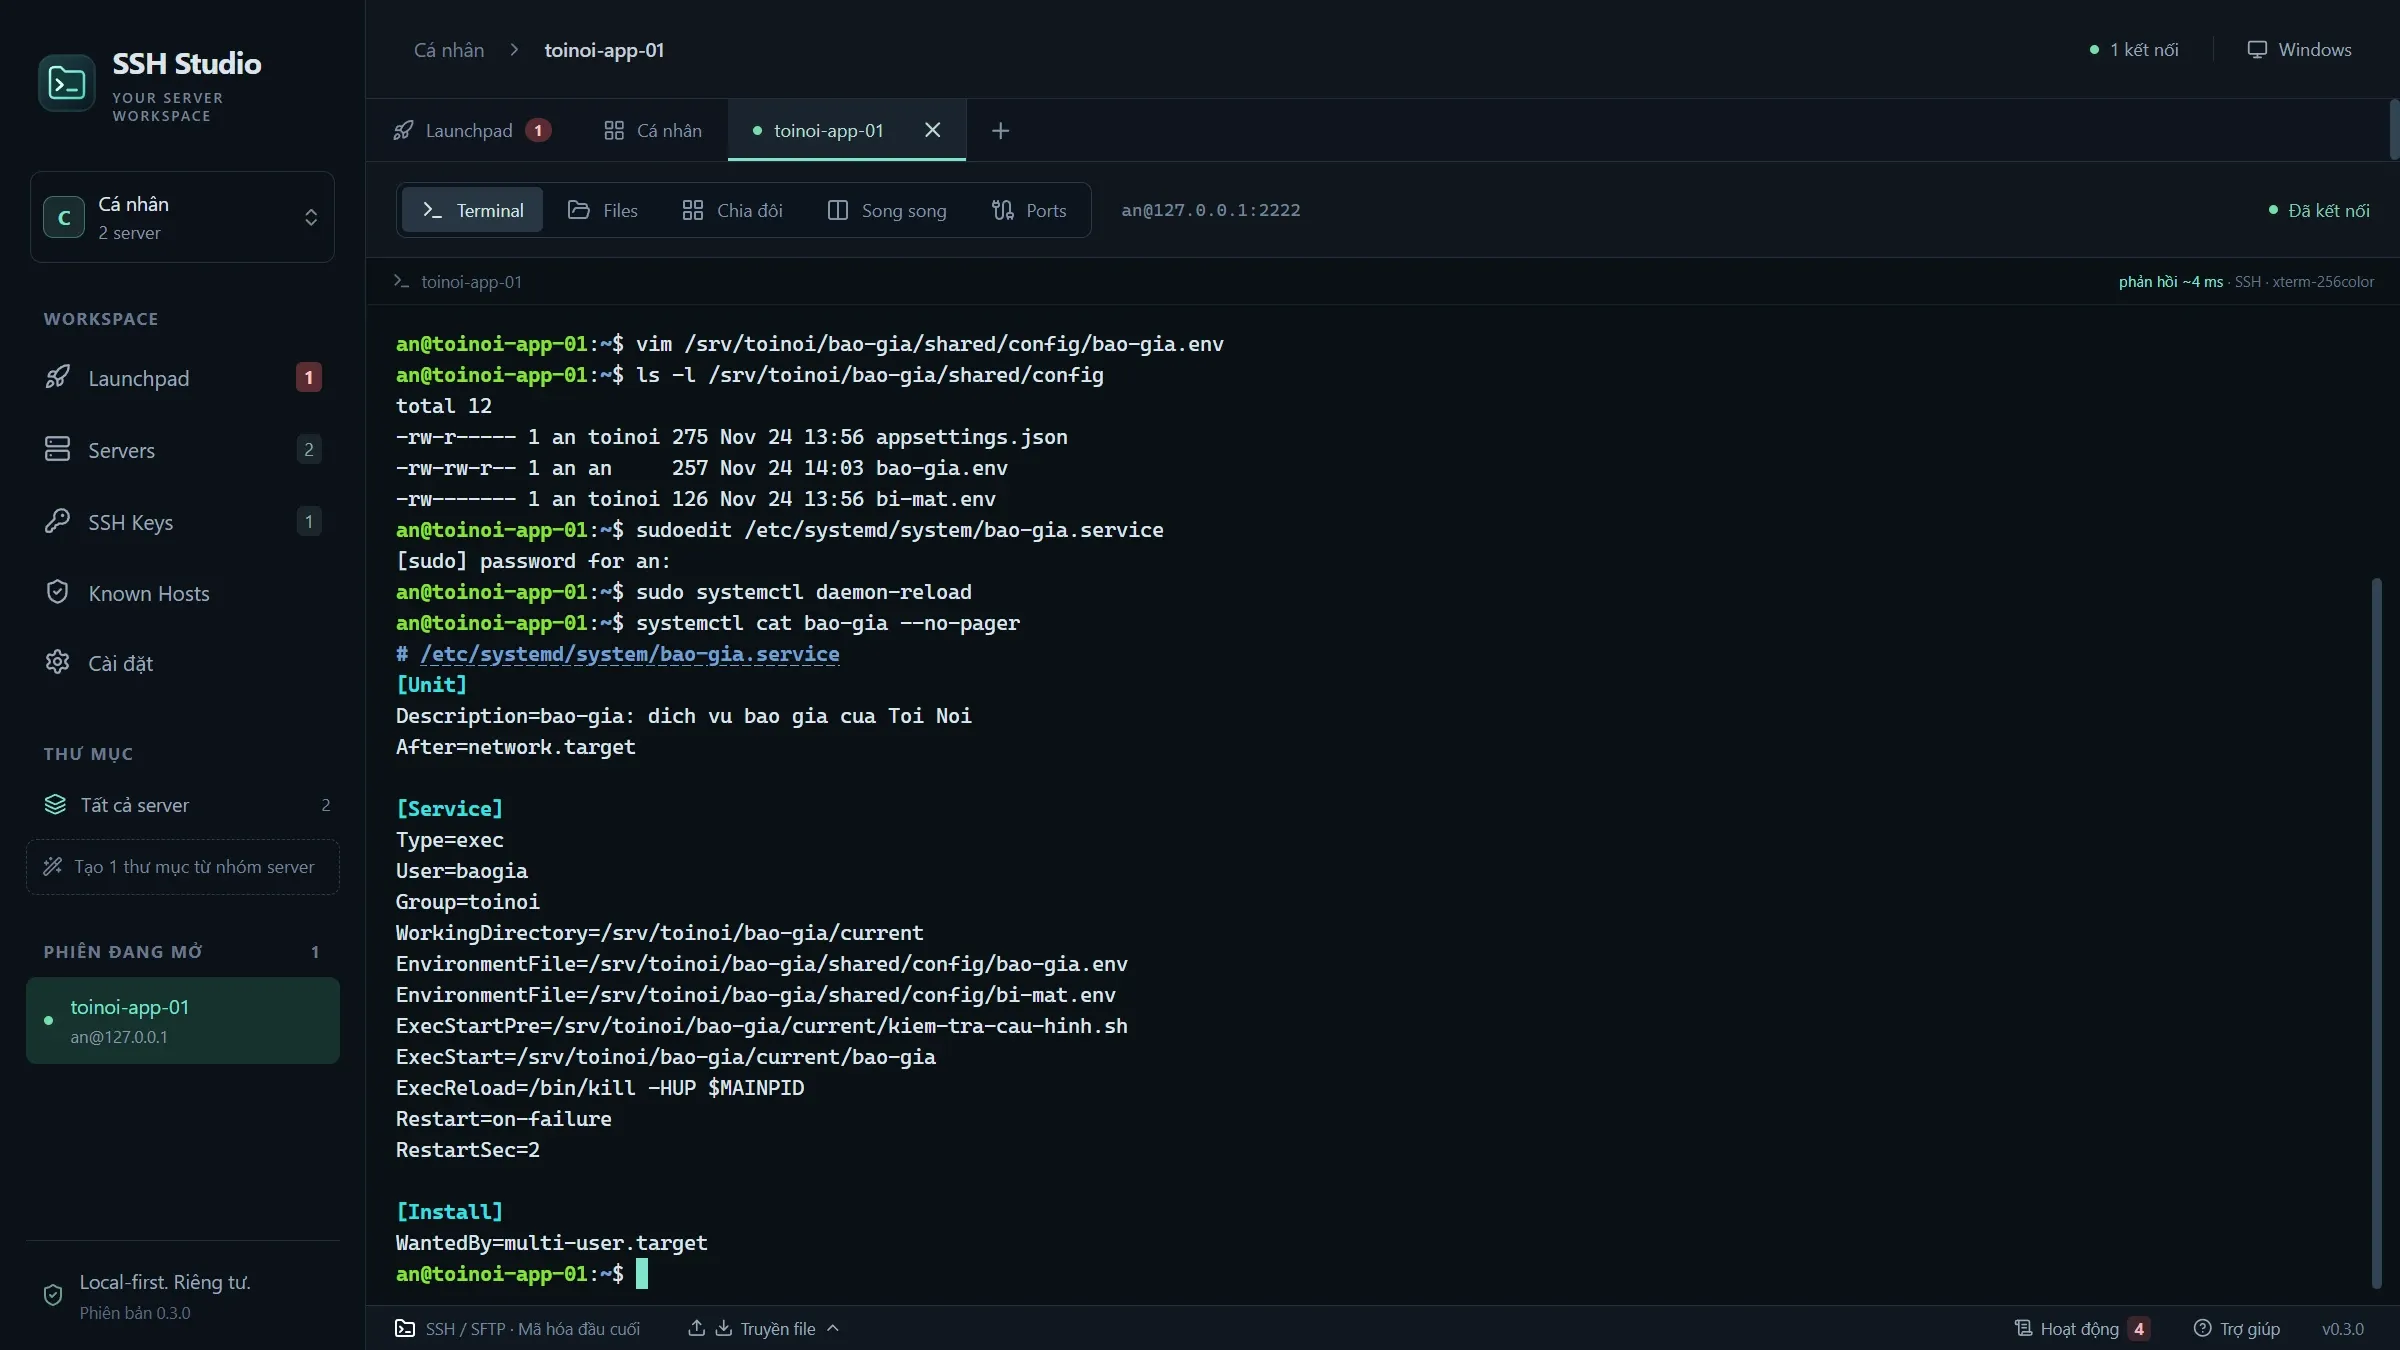 SSH Studio
YOUR SERVER
WORKSPACE
C
Cá nhân
2 server
WORKSPACE
Launchpad 1
Servers 2
SSH Keys 1
Known Hosts
Cài đặt
THƯ MỤC
Tất cả server 2
Tạo 1 thư mục từ nhóm server
PHIÊN ĐANG MỞ 1
toinoi-app-01
an@127.0.0.1
Local-first. Riêng tư.
Phiên bản 0.3.0
Cá nhân > toinoi-app-01
1 kết nối
Windows
Launchpad 1
Cá nhân
toinoi-app-01
Terminal
Files
Chia đôi
Song song
Ports
an@127.0.0.1:2222
Đã kết nối
toinoi-app-01
phản hồi ~4 ms · SSH · xterm-256color
an@toinoi-app-01:~$ vim /srv/toinoi/bao-gia/shared/config/bao-gia.env
an@toinoi-app-01:~$ ls -l /srv/toinoi/bao-gia/shared/config
total 12
-rw-r----- 1 an toinoi 275 Nov 24 13:56 appsettings.json
-rw-rw-r-- 1 an an     257 Nov 24 14:03 bao-gia.env
-rw------- 1 an toinoi 126 Nov 24 13:56 bi-mat.env
an@toinoi-app-01:~$ sudoedit /etc/systemd/system/bao-gia.service
[sudo] password for an:
an@toinoi-app-01:~$ sudo systemctl daemon-reload
an@toinoi-app-01:~$ systemctl cat bao-gia --no-pager
# /etc/systemd/system/bao-gia.service
[Unit]
Description=bao-gia: dich vu bao gia cua Toi Noi
After=network.target
[Service]
Type=exec
User=baogia
Group=toinoi
WorkingDirectory=/srv/toinoi/bao-gia/current
EnvironmentFile=/srv/toinoi/bao-gia/shared/config/bao-gia.env
EnvironmentFile=/srv/toinoi/bao-gia/shared/config/bi-mat.env
ExecStartPre=/srv/toinoi/bao-gia/current/kiem-tra-cau-hinh.sh
ExecStart=/srv/toinoi/bao-gia/current/bao-gia
ExecReload=/bin/kill -HUP $MAINPID
Restart=on-failure
RestartSec=2
[Install]
WantedBy=multi-user.target
an@toinoi-app-01:~$
SSH / SFTP · Mã hóa đầu cuối
Truyền file
Hoạt động 4
Trợ giúp
v0.3.0